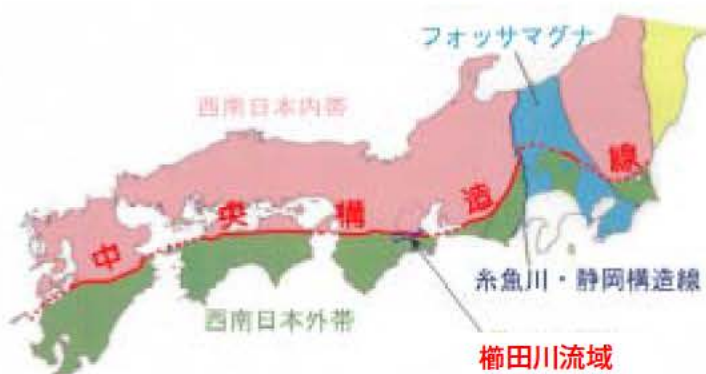 フォッサマグナ
西南日本内帯
中央構造線
糸魚川・静岡構造線
西南日本外帯
櫛田川流域